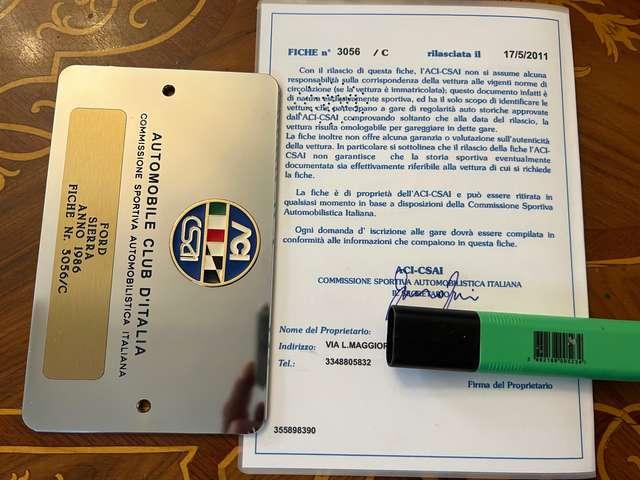 AUTOMOBILE CLUB D'ITALIA
COMMISSIONE SPORTIVA AUTOMOBILISTICA ITALIANA
ACI
CSAI
FORD
SIERRA
ANNO 1986
FICHE Nr. 3056/C
FICHE n° 3056 / C rilasciata il 17/5/2011
Con il rilascio di questa fiche, l'ACI-CSAI non si assume alcuna
responsabilità sulla corrispondenza della vettura alle vigenti norme di
circolazione (se la vettura è immatricolata); questo documento infatti è
di natura esclusivamente sportiva, ed ha il solo scopo di identificare le
vetture che partecipano a gare di regolarità auto storiche approvate
dall'ACI-CSAI comprovando soltanto che alla data del rilascio, la
vettura risulta omologabile per gareggiare in dette gare.
La fiche inoltre non offre alcuna garanzia o valutazione sull'autenticità
della vettura. In particolare si sottolinea che il rilascio della fiche l'ACI-
CSAI non garantisce che la storia sportiva eventualmente
documentata sia effettivamente riferibile alla vettura di cui si richiede
la fiche.
La fiche è di proprietà dell'ACI-CSAI e può essere ritirata in
qualsiasi momento in base a disposizioni della Commissione Sportiva
Automobilistica Italiana.
Ogni domanda d' iscrizione alle gare dovrà essere compilata in
conformità alle informazioni che compaiono in questa fiche.
ACI-CSAI
COMMISSIONE SPORTIVA AUTOMOBILISTICA ITALIANA
IL SEGRETARIO
Nome del Proprietario:
Indirizzo: VIA L.MAGGIOR
Tel.: 3348805832
Firma del Proprietario
355898390